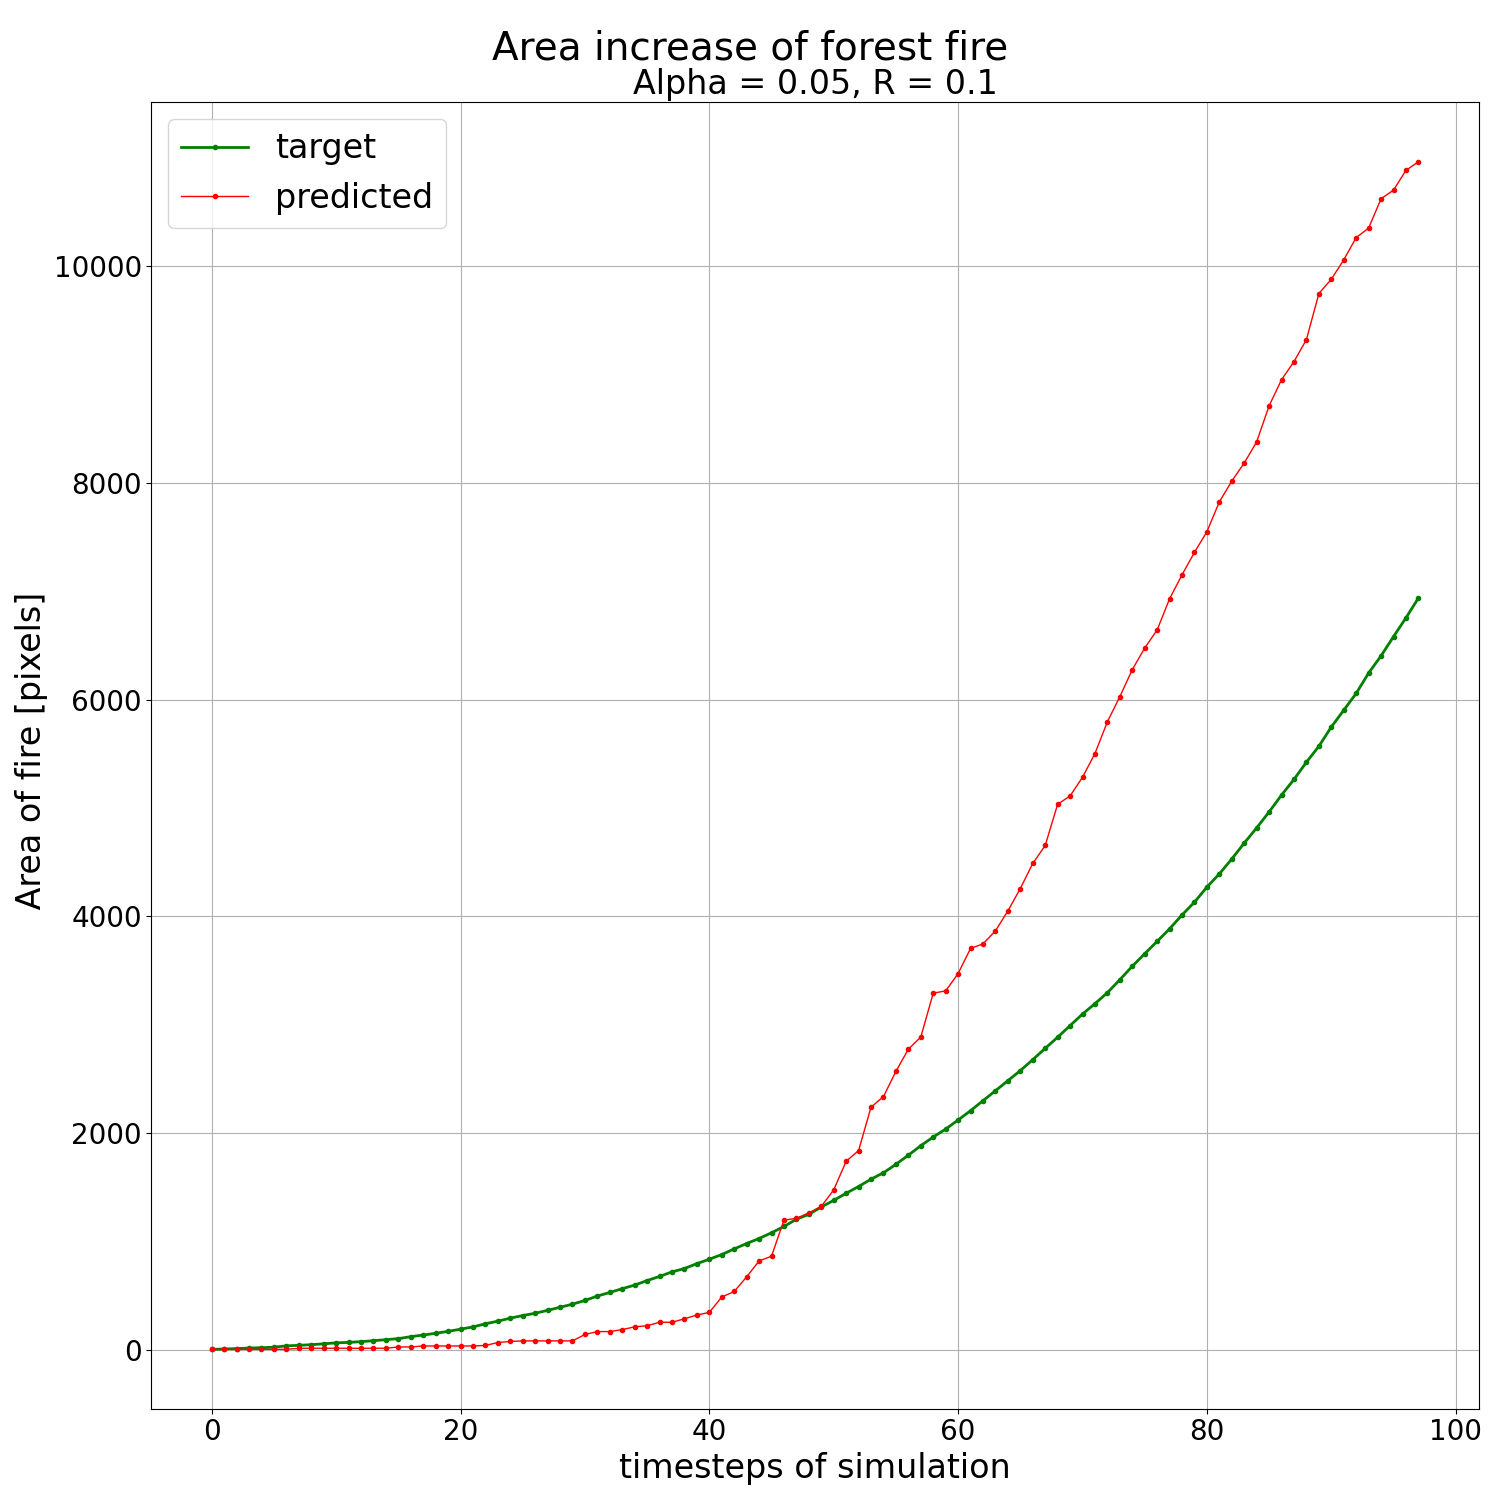 Area increase of forest fire
Alpha = 0.05, R = 0.1
target
predicted
10000
8000
6000
4000
2000
0
Area of fire [pixels]
0 20 40 60 80 100
timesteps of simulation